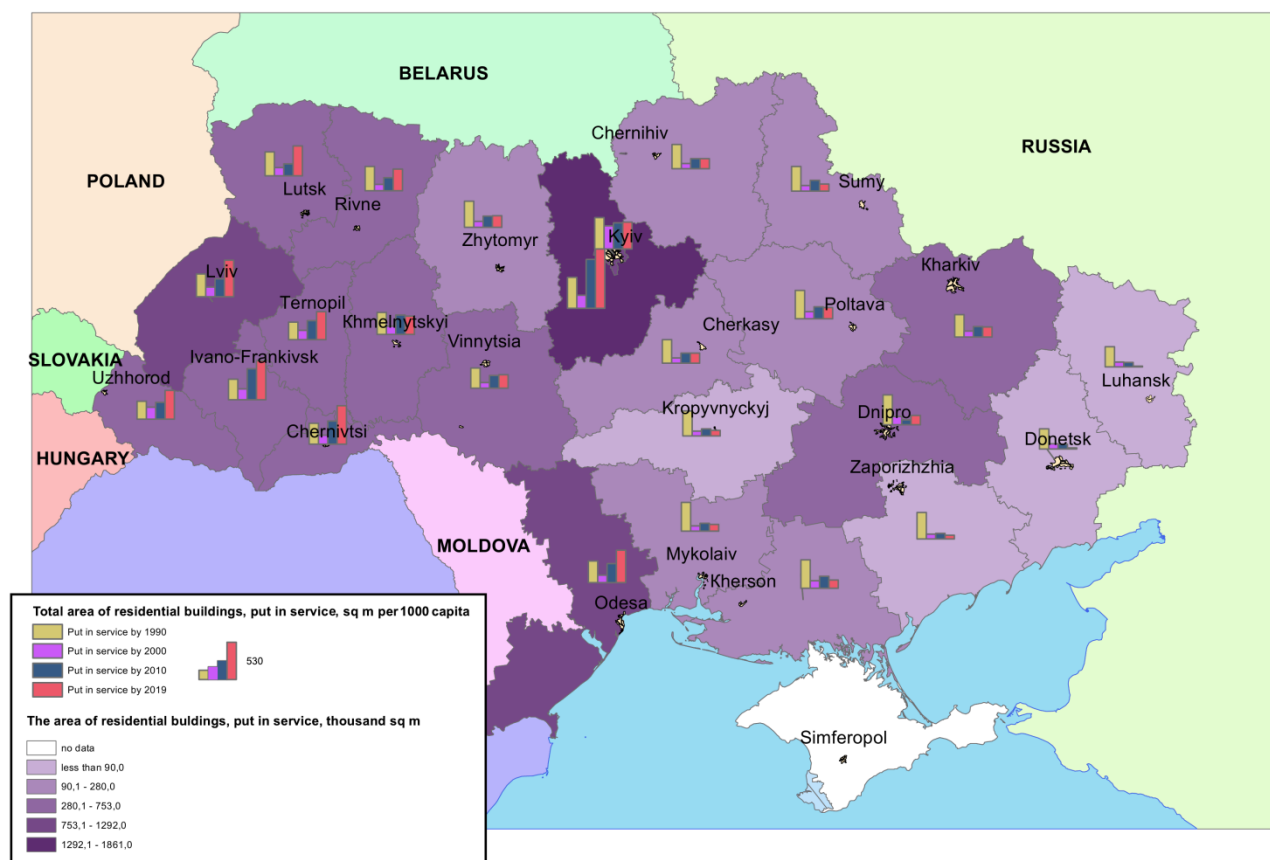 BELARUS
Chernihiv
RUSSIA
POLAND
Lutsk
Sumy
Rivne
Zhytomyr
Kyiv
Lviv
Kharkiv
Ternopil
Khmelnytskyi
Poltava
Vinnytsia
Cherkasy
SLOVAKIA
Ivano-Frankivsk
Uzhhorod
Luhansk
Kropyvnyckyj
Dnipro
Chernivtsi
Donetsk
HUNGARY
Zaporizhzhia
MOLDOVA
Mykolaiv
Kherson
Odesa
Simferopol
Total area of residential buildings, put in service, sq m per 1000 capita
Put in service by 1990
Put in service by 2000
Put in service by 2010
Put in service by 2019
530
The area of residential buldings, put in service, thousand sq m
no data
less than 90,0
90,1 - 280,0
280,1 - 753,0
753,1 - 1292,0
1292,1 - 1861,0